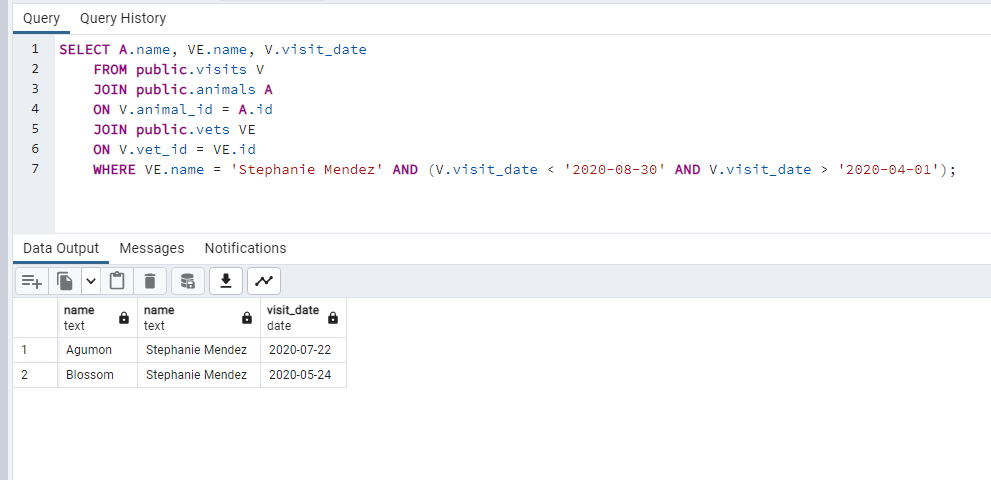 Query Query History
1 SELECT A.name, VE.name, V.visit_date
2 FROM public.visits V
3 JOIN public.animals A
4 ON V.animal_id = A.id
5 JOIN public.vets VE
6 ON V.vet_id = VE.id
7 WHERE VE.name = 'Stephanie Mendez' AND (V.visit_date < '2020-08-30' AND V.visit_date > '2020-04-01');
Data Output Messages Notifications
name name visit_date
text text date
1 Agumon Stephanie Mendez 2020-07-22
2 Blossom Stephanie Mendez 2020-05-24